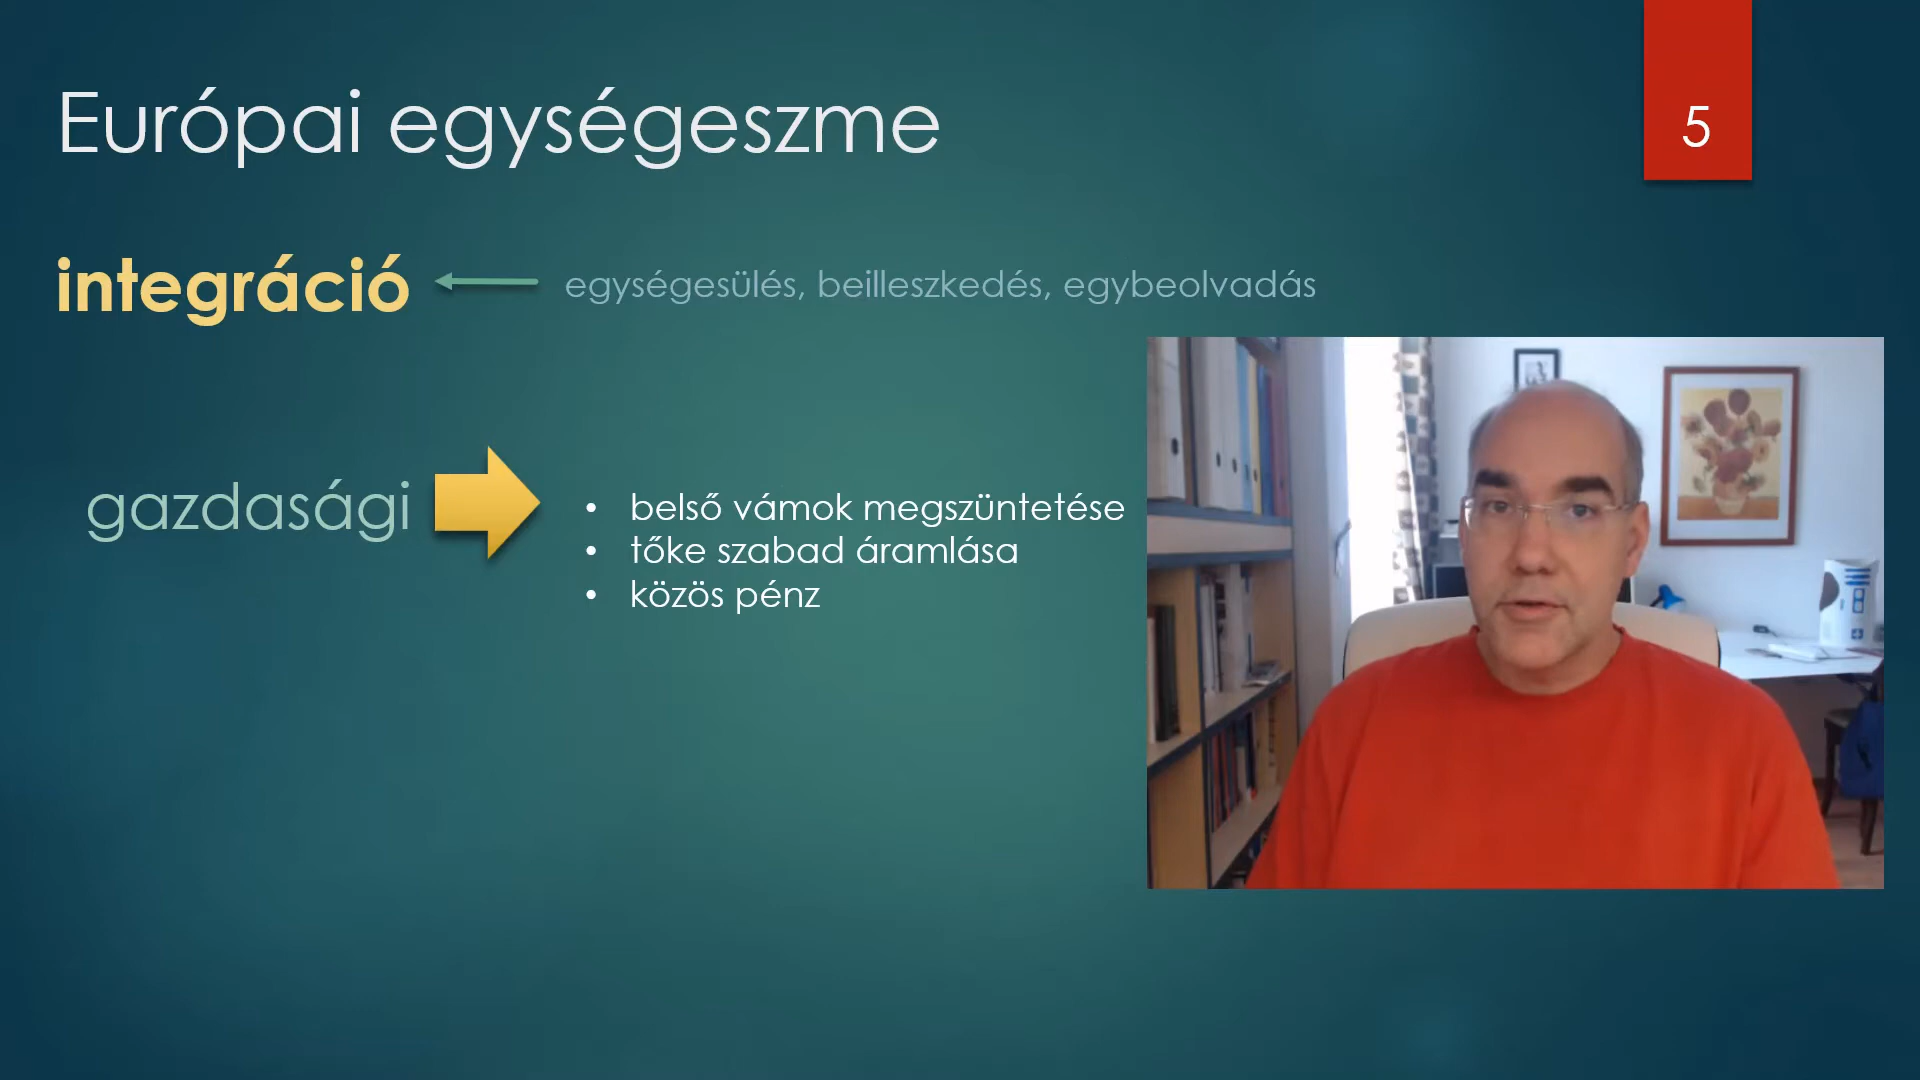 Európai egységeszme
5
integráció
egységesülés, beilleszkedés, egybeolvadás
gazdasági
• belső vámok megszüntetése
• tőke szabad áramlása
• közös pénz